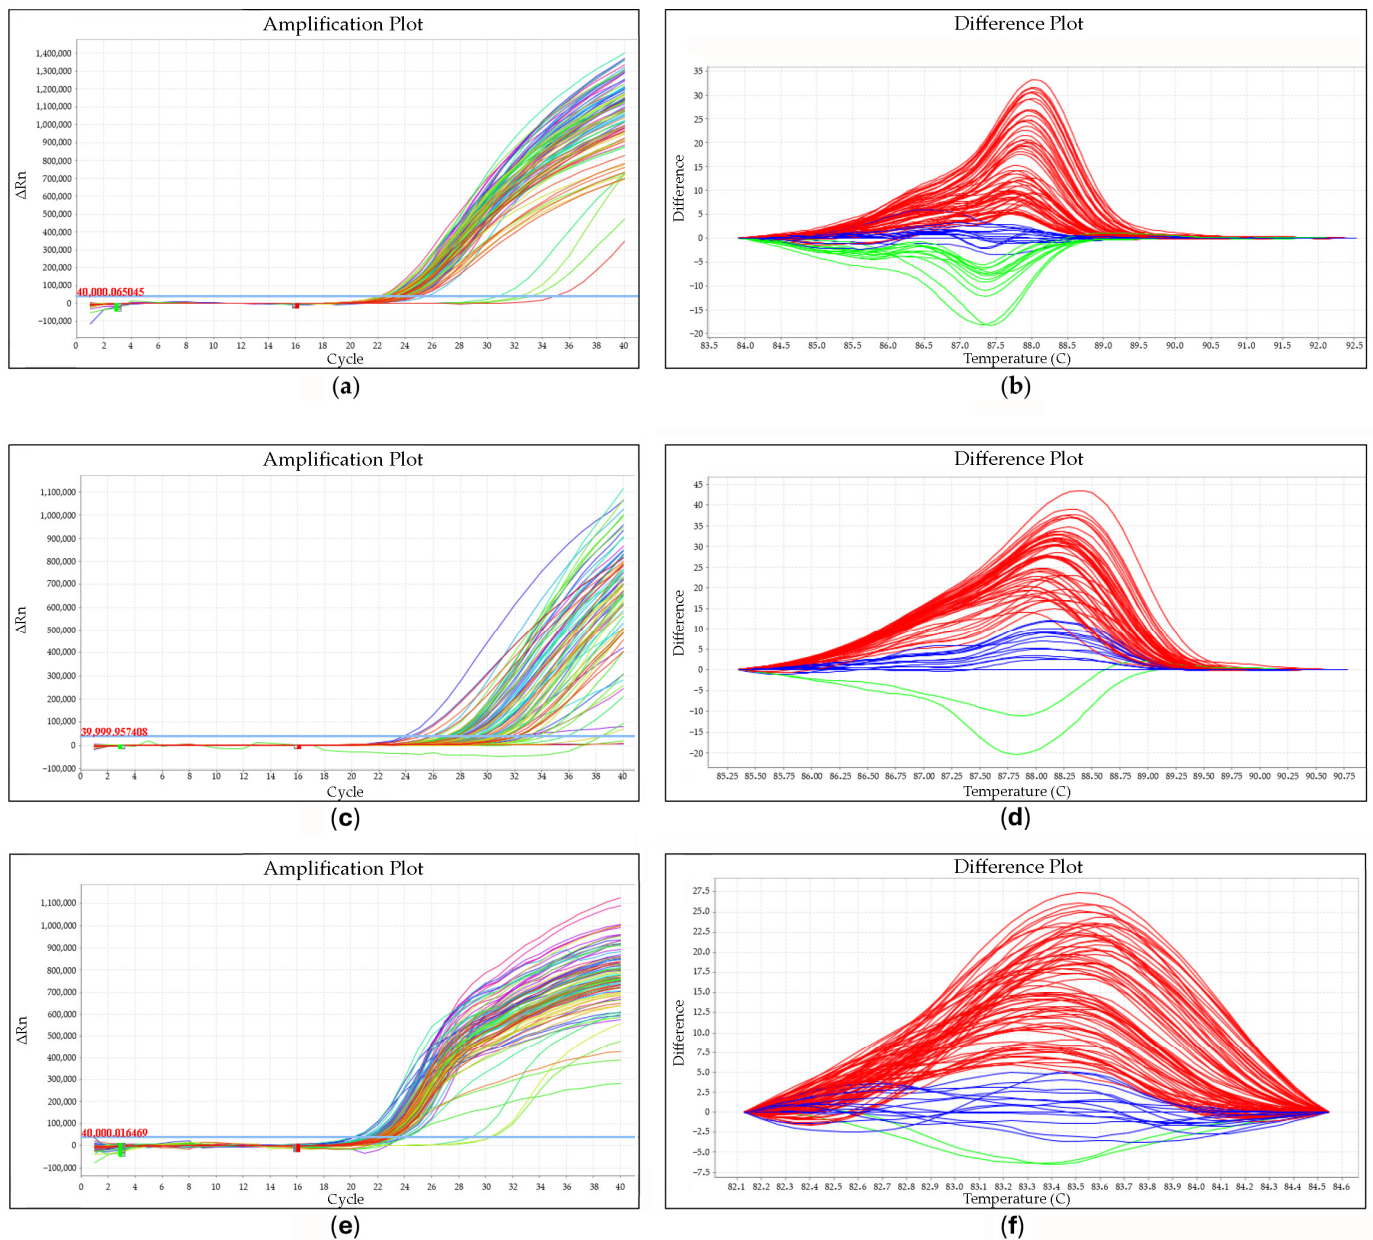 Amplification Plot
1,400,000
1,300,000
1,200,000
1,100,000
1,000,000
900,000
800,000
700,000
600,000
500,000
400,000
300,000
200,000
100,000
0
−100,000
ΔRn
40,000.065045
0 2 4 6 8 10 12 14 16 18 20 22 24 26 28 30 32 34 36 38 40
Cycle
(a)
Difference Plot
35
30
25
20
15
10
5
0
−5
−10
−15
−20
Difference
83.5 84.0 84.5 85.0 85.5 86.0 86.5 87.0 87.5 88.0 88.5 89.0 89.5 90.0 90.5 91.0 91.5 92.0 92.5
Temperature (C)
(b)
Amplification Plot
1,100,000
1,000,000
900,000
800,000
700,000
600,000
500,000
400,000
300,000
200,000
100,000
0
−100,000
ΔRn
39,999.957408
0 2 4 6 8 10 12 14 16 18 20 22 24 26 28 30 32 34 36 38 40
Cycle
(c)
Difference Plot
45
40
35
30
25
20
15
10
5
0
−5
−10
−15
−20
Difference
85.25 85.50 85.75 86.00 86.25 86.50 86.75 87.00 87.25 87.50 87.75 88.00 88.25 88.50 88.75 89.00 89.25 89.50 89.75 90.00 90.25 90.50 90.75
Temperature (C)
(d)
Amplification Plot
1,100,000
1,000,000
900,000
800,000
700,000
600,000
500,000
400,000
300,000
200,000
100,000
0
−100,000
ΔRn
40,000.016469
0 2 4 6 8 10 12 14 16 18 20 22 24 26 28 30 32 34 36 38 40
Cycle
(e)
Difference Plot
27.5
25.0
22.5
20.0
17.5
15.0
12.5
10.0
7.5
5.0
2.5
0
−2.5
−5.0
−7.5
Difference
82.1 82.2 82.3 82.4 82.5 82.6 82.7 82.8 82.9 83.0 83.1 83.2 83.3 83.4 83.5 83.6 83.7 83.8 83.9 84.0 84.1 84.2 84.3 84.4 84.5 84.6
Temperature (C)
(f)